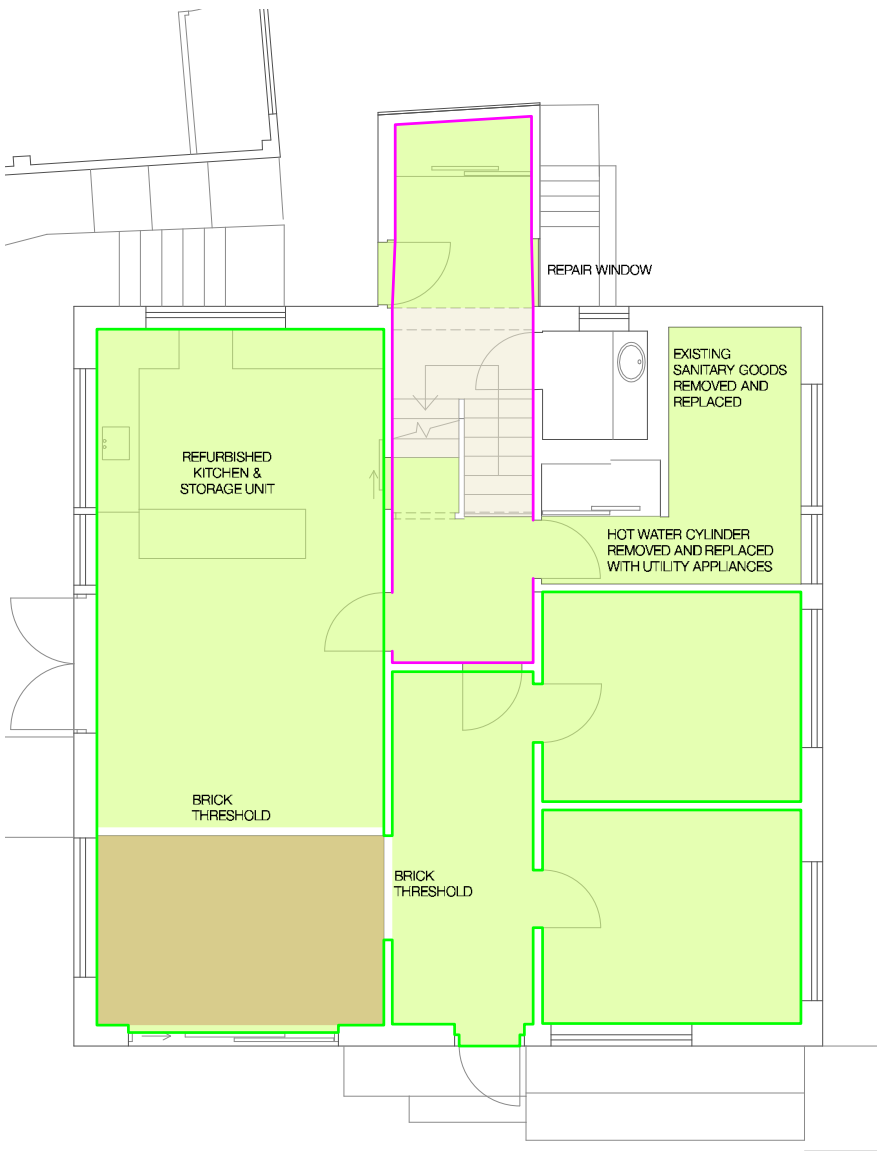 REPAIR WINDOW
EXISTING
SANITARY GOODS
REMOVED AND
REPLACED
REFURBISHED
KITCHEN &
STORAGE UNIT
HOT WATER CYLINDER
REMOVED AND REPLACED
WITH UTILITY APPLIANCES
BRICK
THRESHOLD
BRICK
THRESHOLD